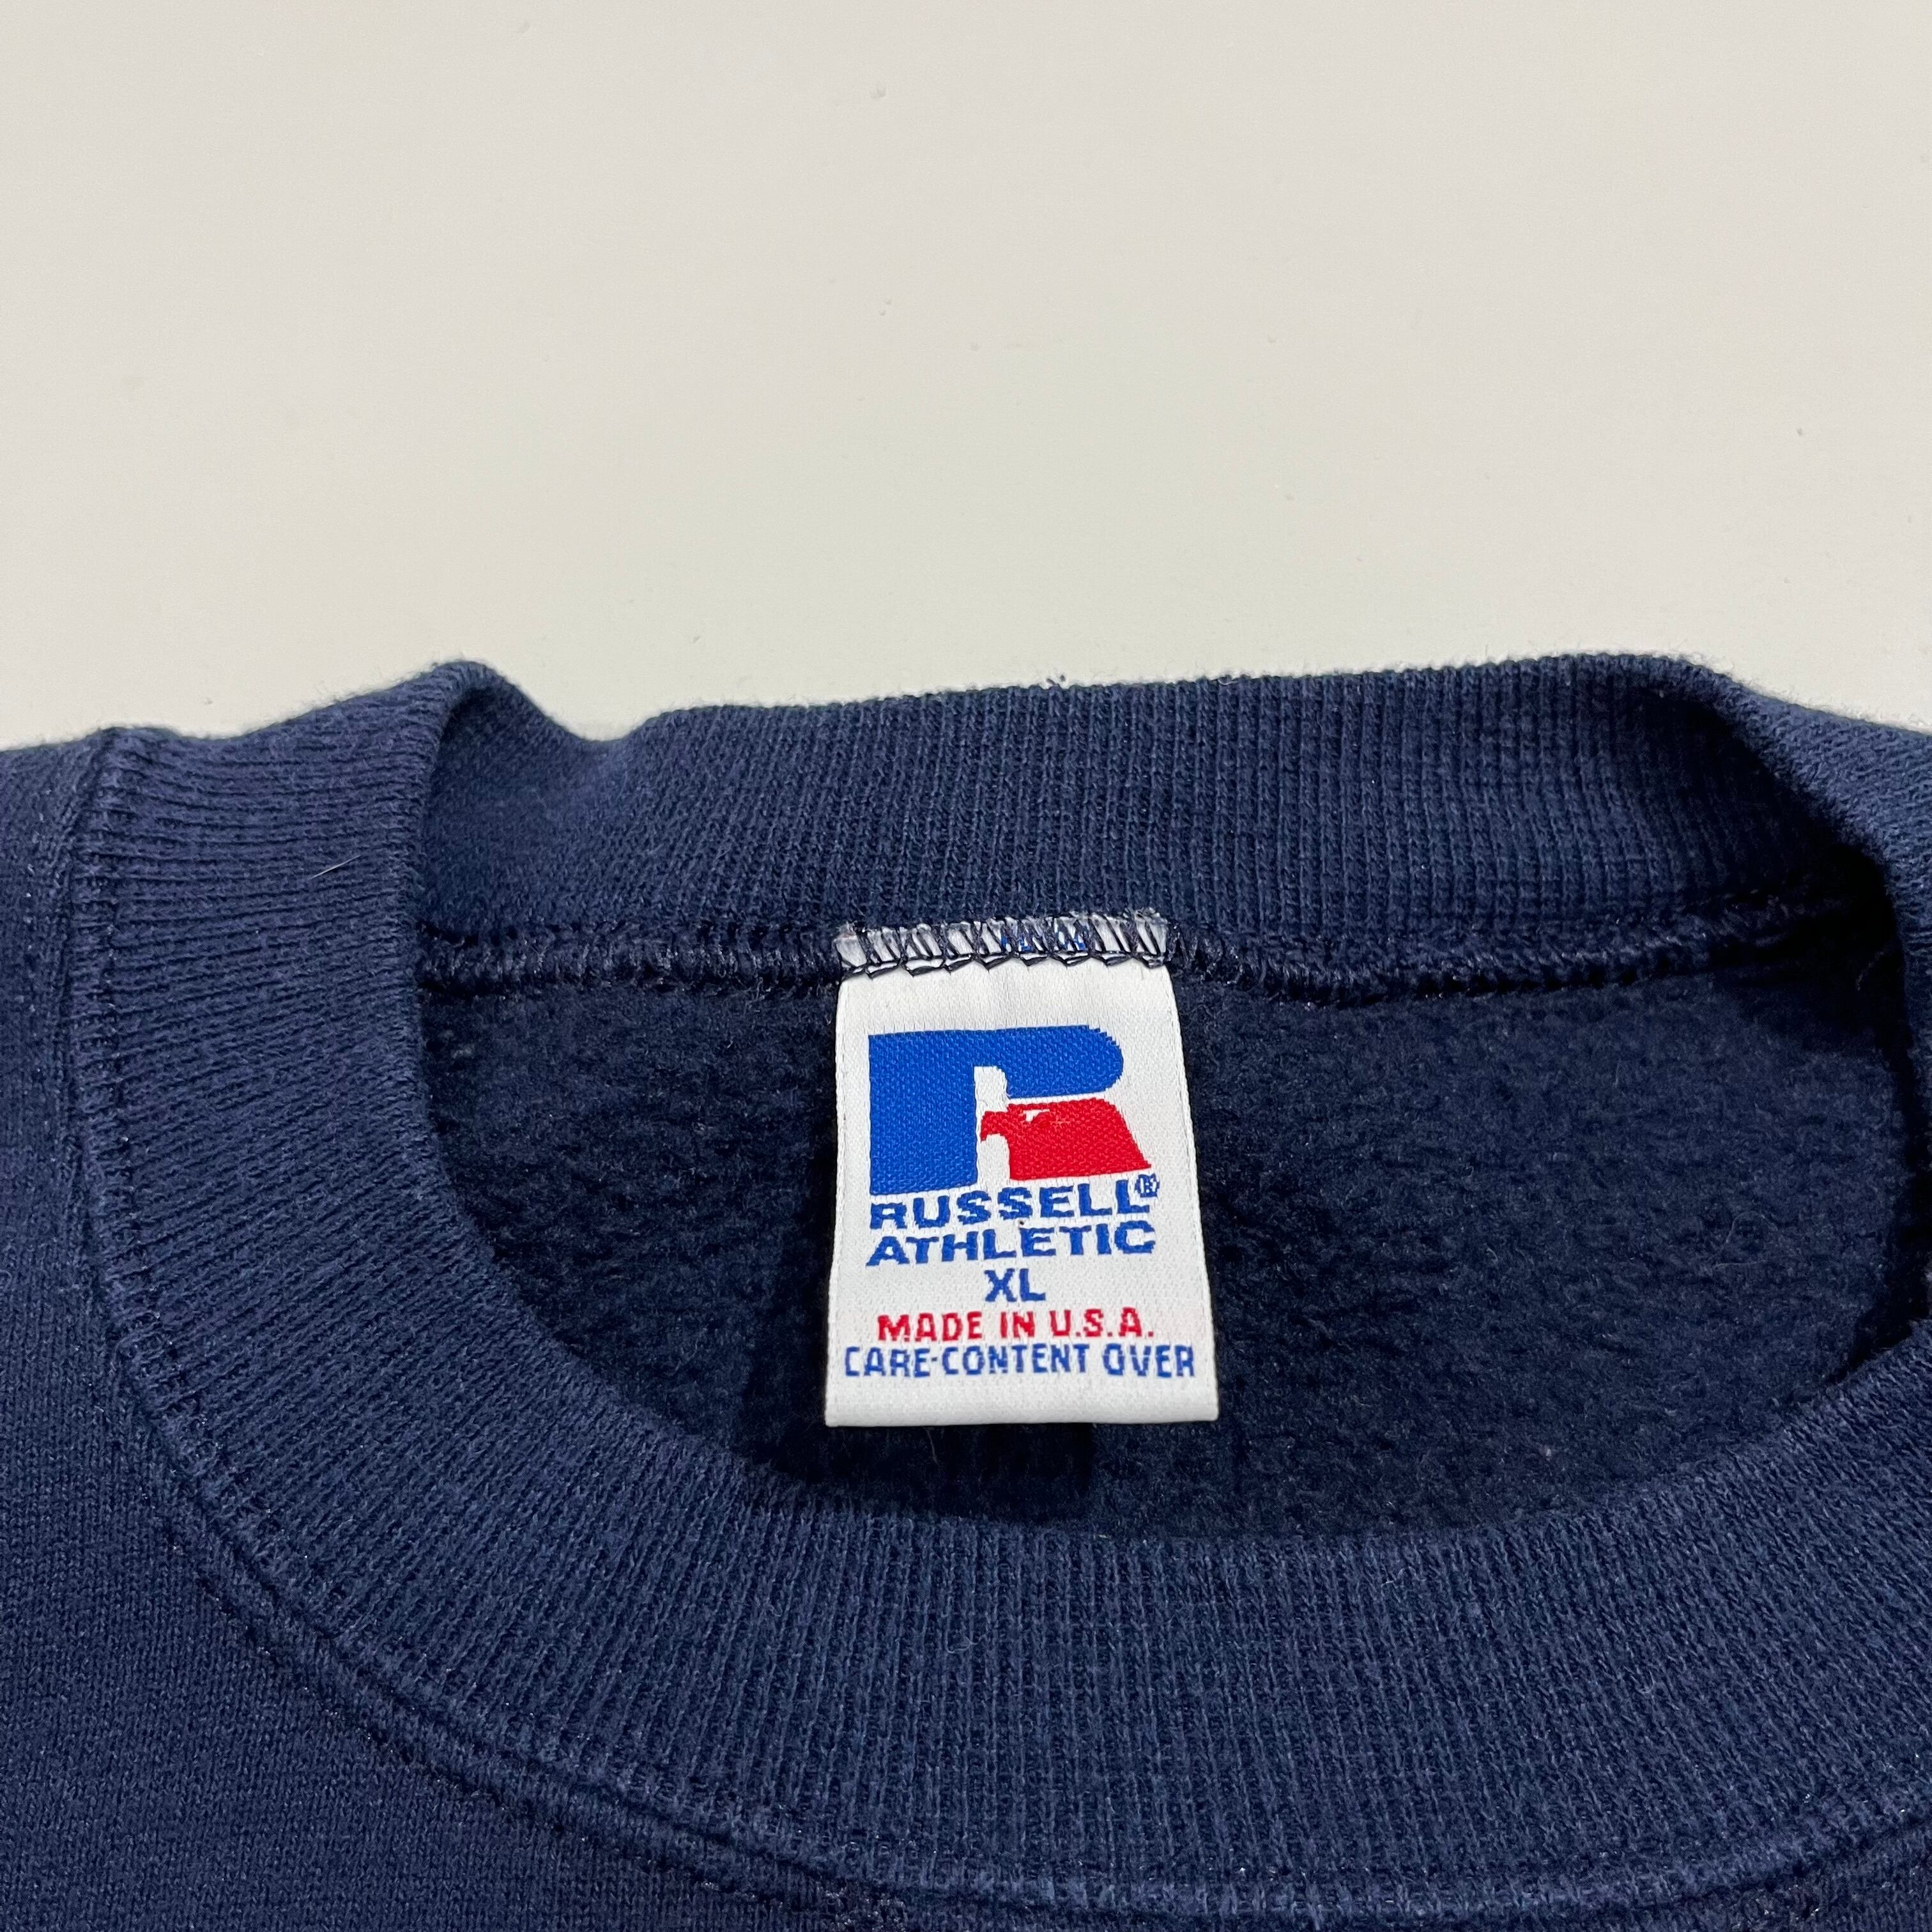 RUSSELL®
ATHLETIC
XL
MADE IN U.S.A.
CARE-CONTENT OVER